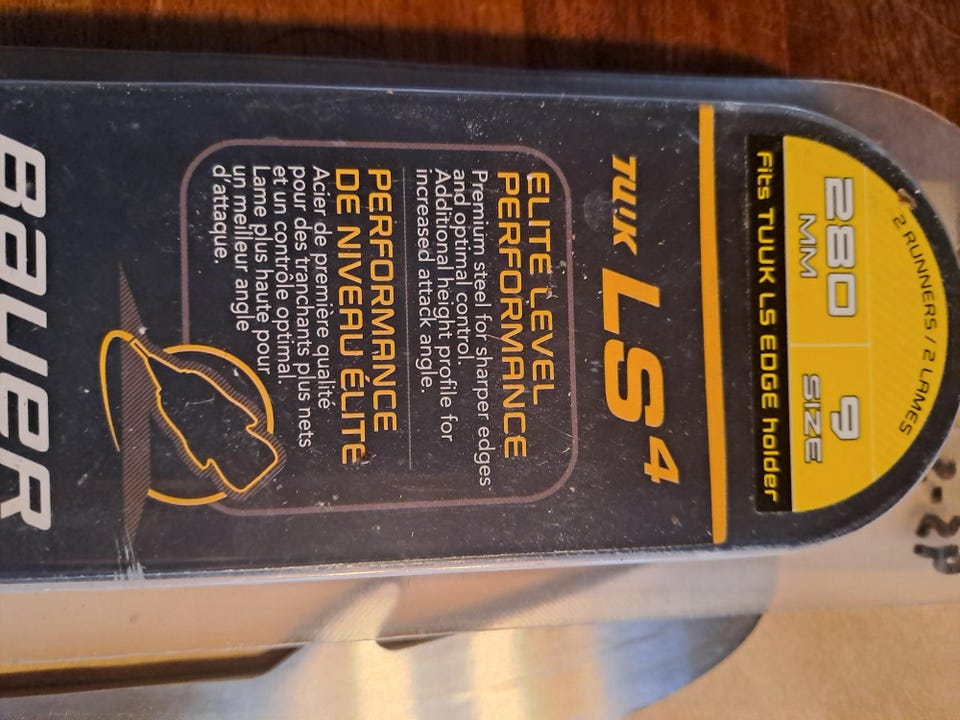 2 RUNNERS / 2 LAMES
280 9
MM SIZE
Fits TUUK LS EDGE holder
TUUK LS4
ELITE LEVEL
PERFORMANCE
Premium steel for sharper edges
and optimal control.
Additional height profile for
increased attack angle.
PERFORMANCE
DE NIVEAU ÉLITE
Acier de première qualité
pour des tranchants plus nets
et un contrôle optimal.
Lame plus haute pour
un meilleur angle
d'attaque.
BAUER